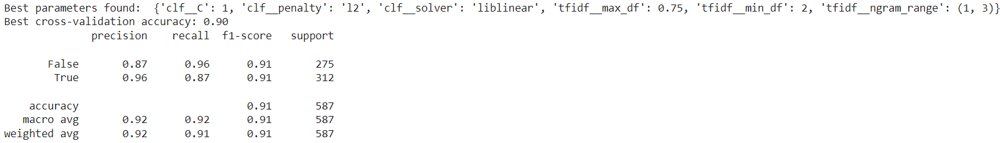 Best parameters found:  {'clf__C': 1, 'clf__penalty': 'l2', 'clf__solver': 'liblinear', 'tfidf__max_df': 0.75, 'tfidf__min_df': 2, 'tfidf__ngram_range': (1, 3)}
Best cross-validation accuracy: 0.90
              precision    recall  f1-score   support

       False       0.87      0.96      0.91       275
        True       0.96      0.87      0.91       312

    accuracy                           0.91       587
   macro avg       0.92      0.92      0.91       587
weighted avg       0.92      0.91      0.91       587